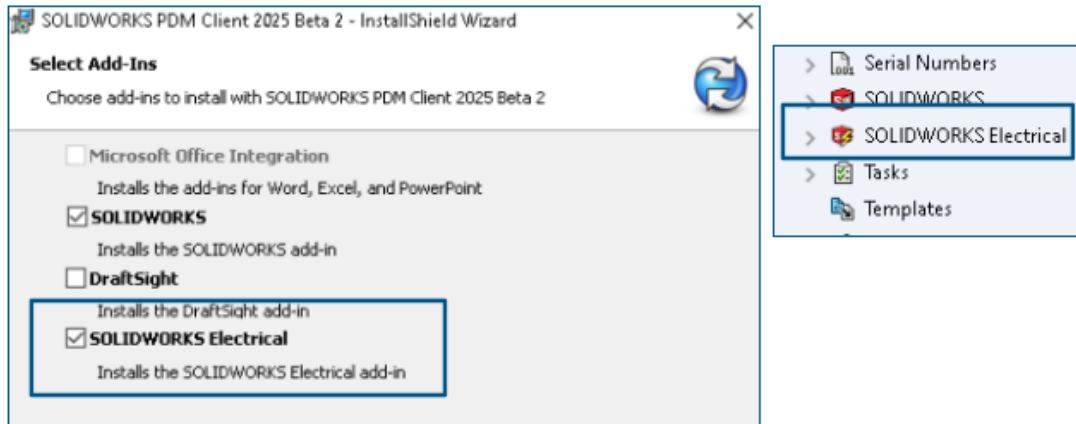 SOLIDWORKS PDM Client 2025 Beta 2 - InstallShield Wizard
Select Add-Ins
Choose add-ins to install with SOLIDWORKS PDM Client 2025 Beta 2
Microsoft Office Integration
Installs the add-ins for Word, Excel, and PowerPoint
SOLIDWORKS
Installs the SOLIDWORKS add-in
DraftSight
Installs the DraftSight add-in
SOLIDWORKS Electrical
Installs the SOLIDWORKS Electrical add-in
Serial Numbers
SOLIDWORKS
SOLIDWORKS Electrical
Tasks
Templates